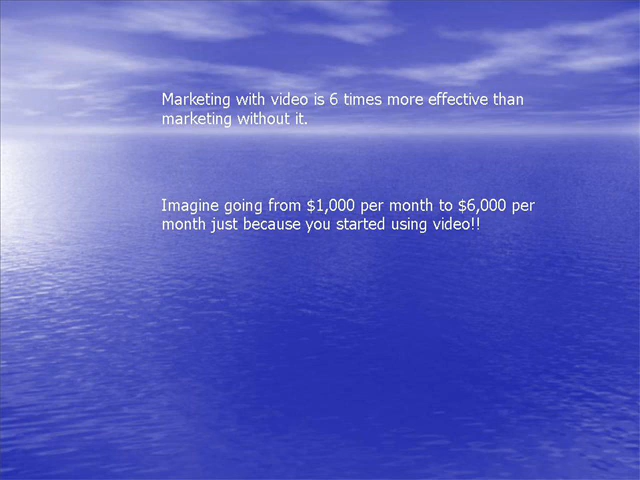 Marketing with video is 6 times more effective than
marketing without it.
Imagine going from $1,000 per month to $6,000 per
month just because you started using video!!